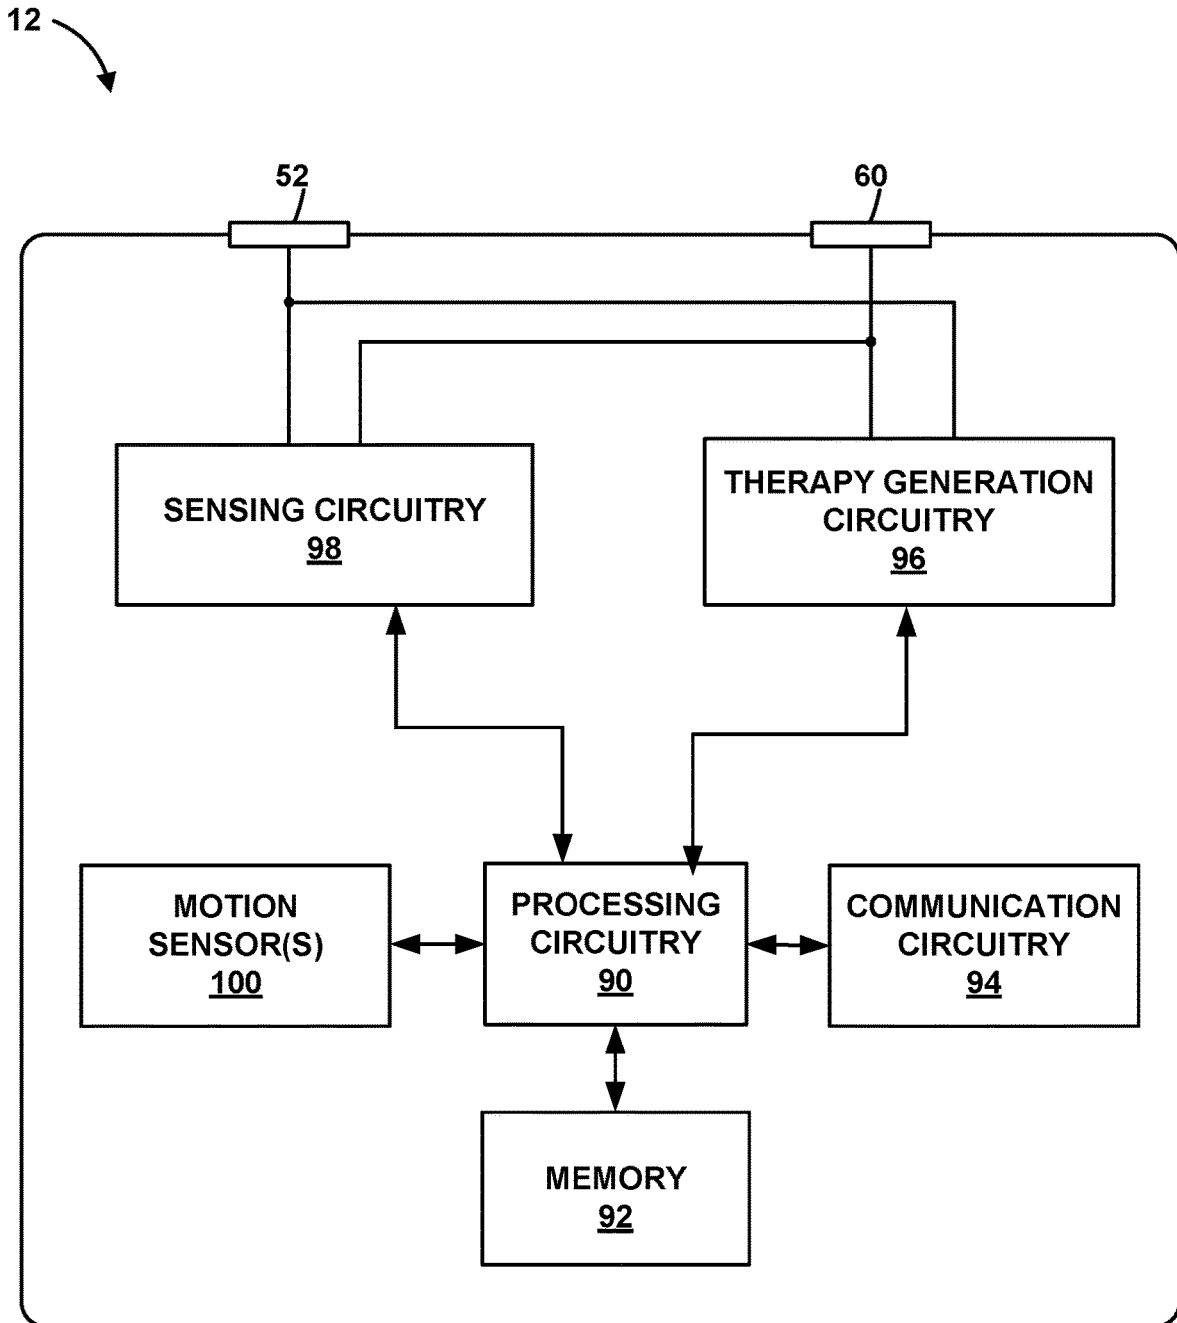 12
52
60
SENSING CIRCUITRY
98
THERAPY GENERATION
CIRCUITRY
96
MOTION
SENSOR(S)
100
PROCESSING
CIRCUITRY
90
COMMUNICATION
CIRCUITRY
94
MEMORY
92